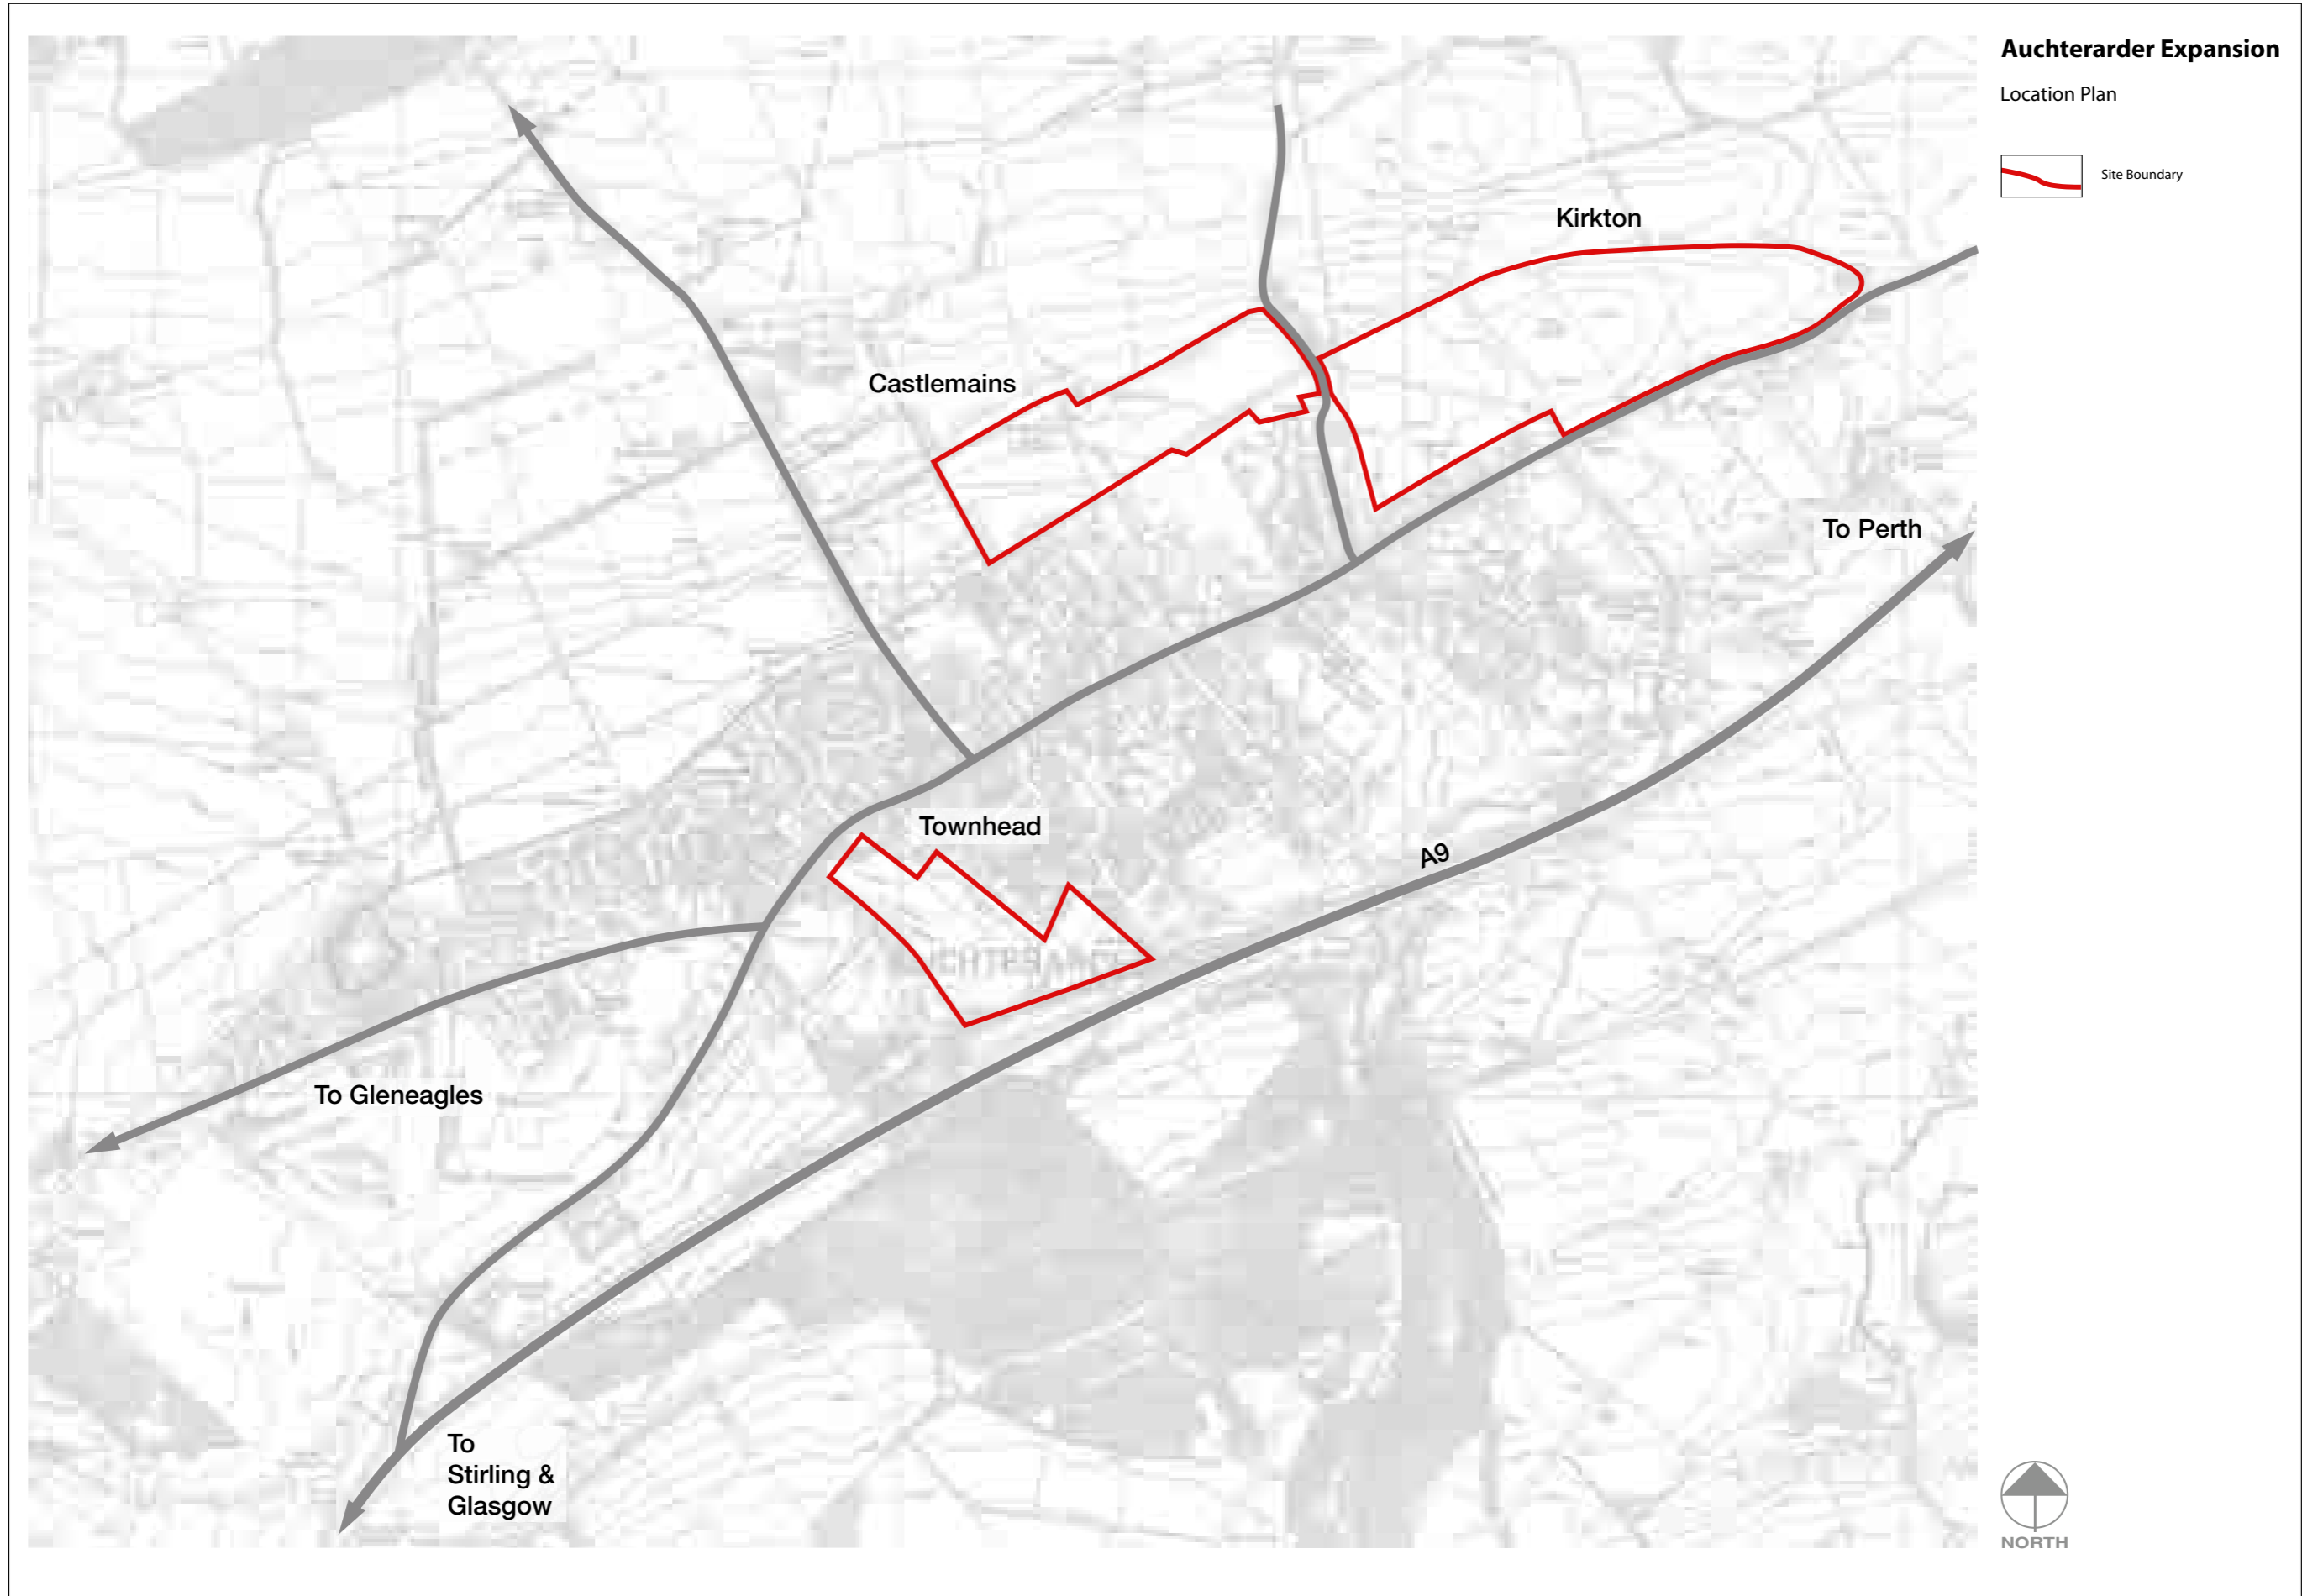 Auchterarder Expansion
Location Plan
Site Boundary
Kirkton
Castlemains
To Perth
Townhead
A9
To Gleneagles
To
Stirling &
Glasgow
NORTH